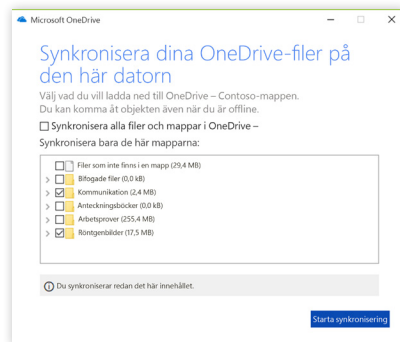 Microsoft OneDrive
Synkronisera dina OneDrive-filer på
den här datorn
Välj vad du vill ladda ned till OneDrive – Contoso-mappen.
Du kan komma åt objekten även när du är offline.
Synkronisera alla filer och mappar i OneDrive –
Synkronisera bara de här mapparna:
Filer som inte finns i en mapp (29,4 MB)
Bifogade filer (0,0 kB)
Kommunikation (2,4 MB)
Anteckningsböcker (0,0 kB)
Arbetsprover (255,4 MB)
Röntgenbilder (17,5 MB)
Du synkroniserar redan det här innehållet.
Starta synkronisering